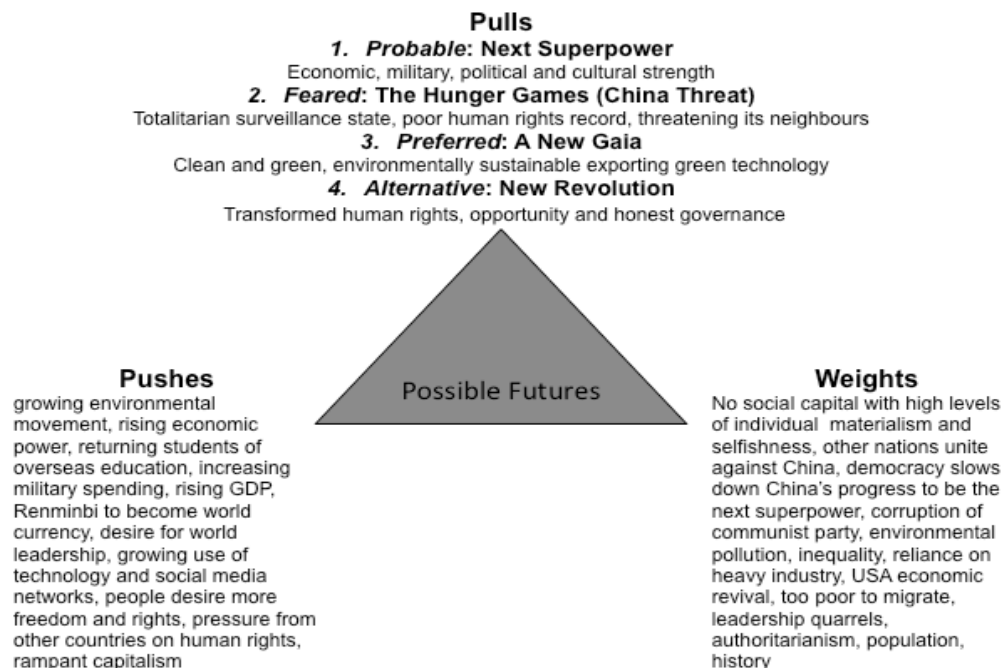 Pulls
1. Probable: Next Superpower
Economic, military, political and cultural strength
2. Feared: The Hunger Games (China Threat)
Totalitarian surveillance state, poor human rights record, threatening its neighbours
3. Preferred: A New Gaia
Clean and green, environmentally sustainable exporting green technology
4. Alternative: New Revolution
Transformed human rights, opportunity and honest governance
Possible Futures
Pushes
growing environmental
movement, rising economic
power, returning students of
overseas education, increasing
military spending, rising GDP,
Renminbi to become world
currency, desire for world
leadership, growing use of
technology and social media
networks, people desire more
freedom and rights, pressure from
other countries on human rights,
rampant capitalism
Weights
No social capital with high levels
of individual materialism and
selfishness, other nations unite
against China, democracy slows
down China's progress to be the
next superpower, corruption of
communist party, environmental
pollution, inequality, reliance on
heavy industry, USA economic
revival, too poor to migrate,
leadership quarrels,
authoritarianism, population,
history